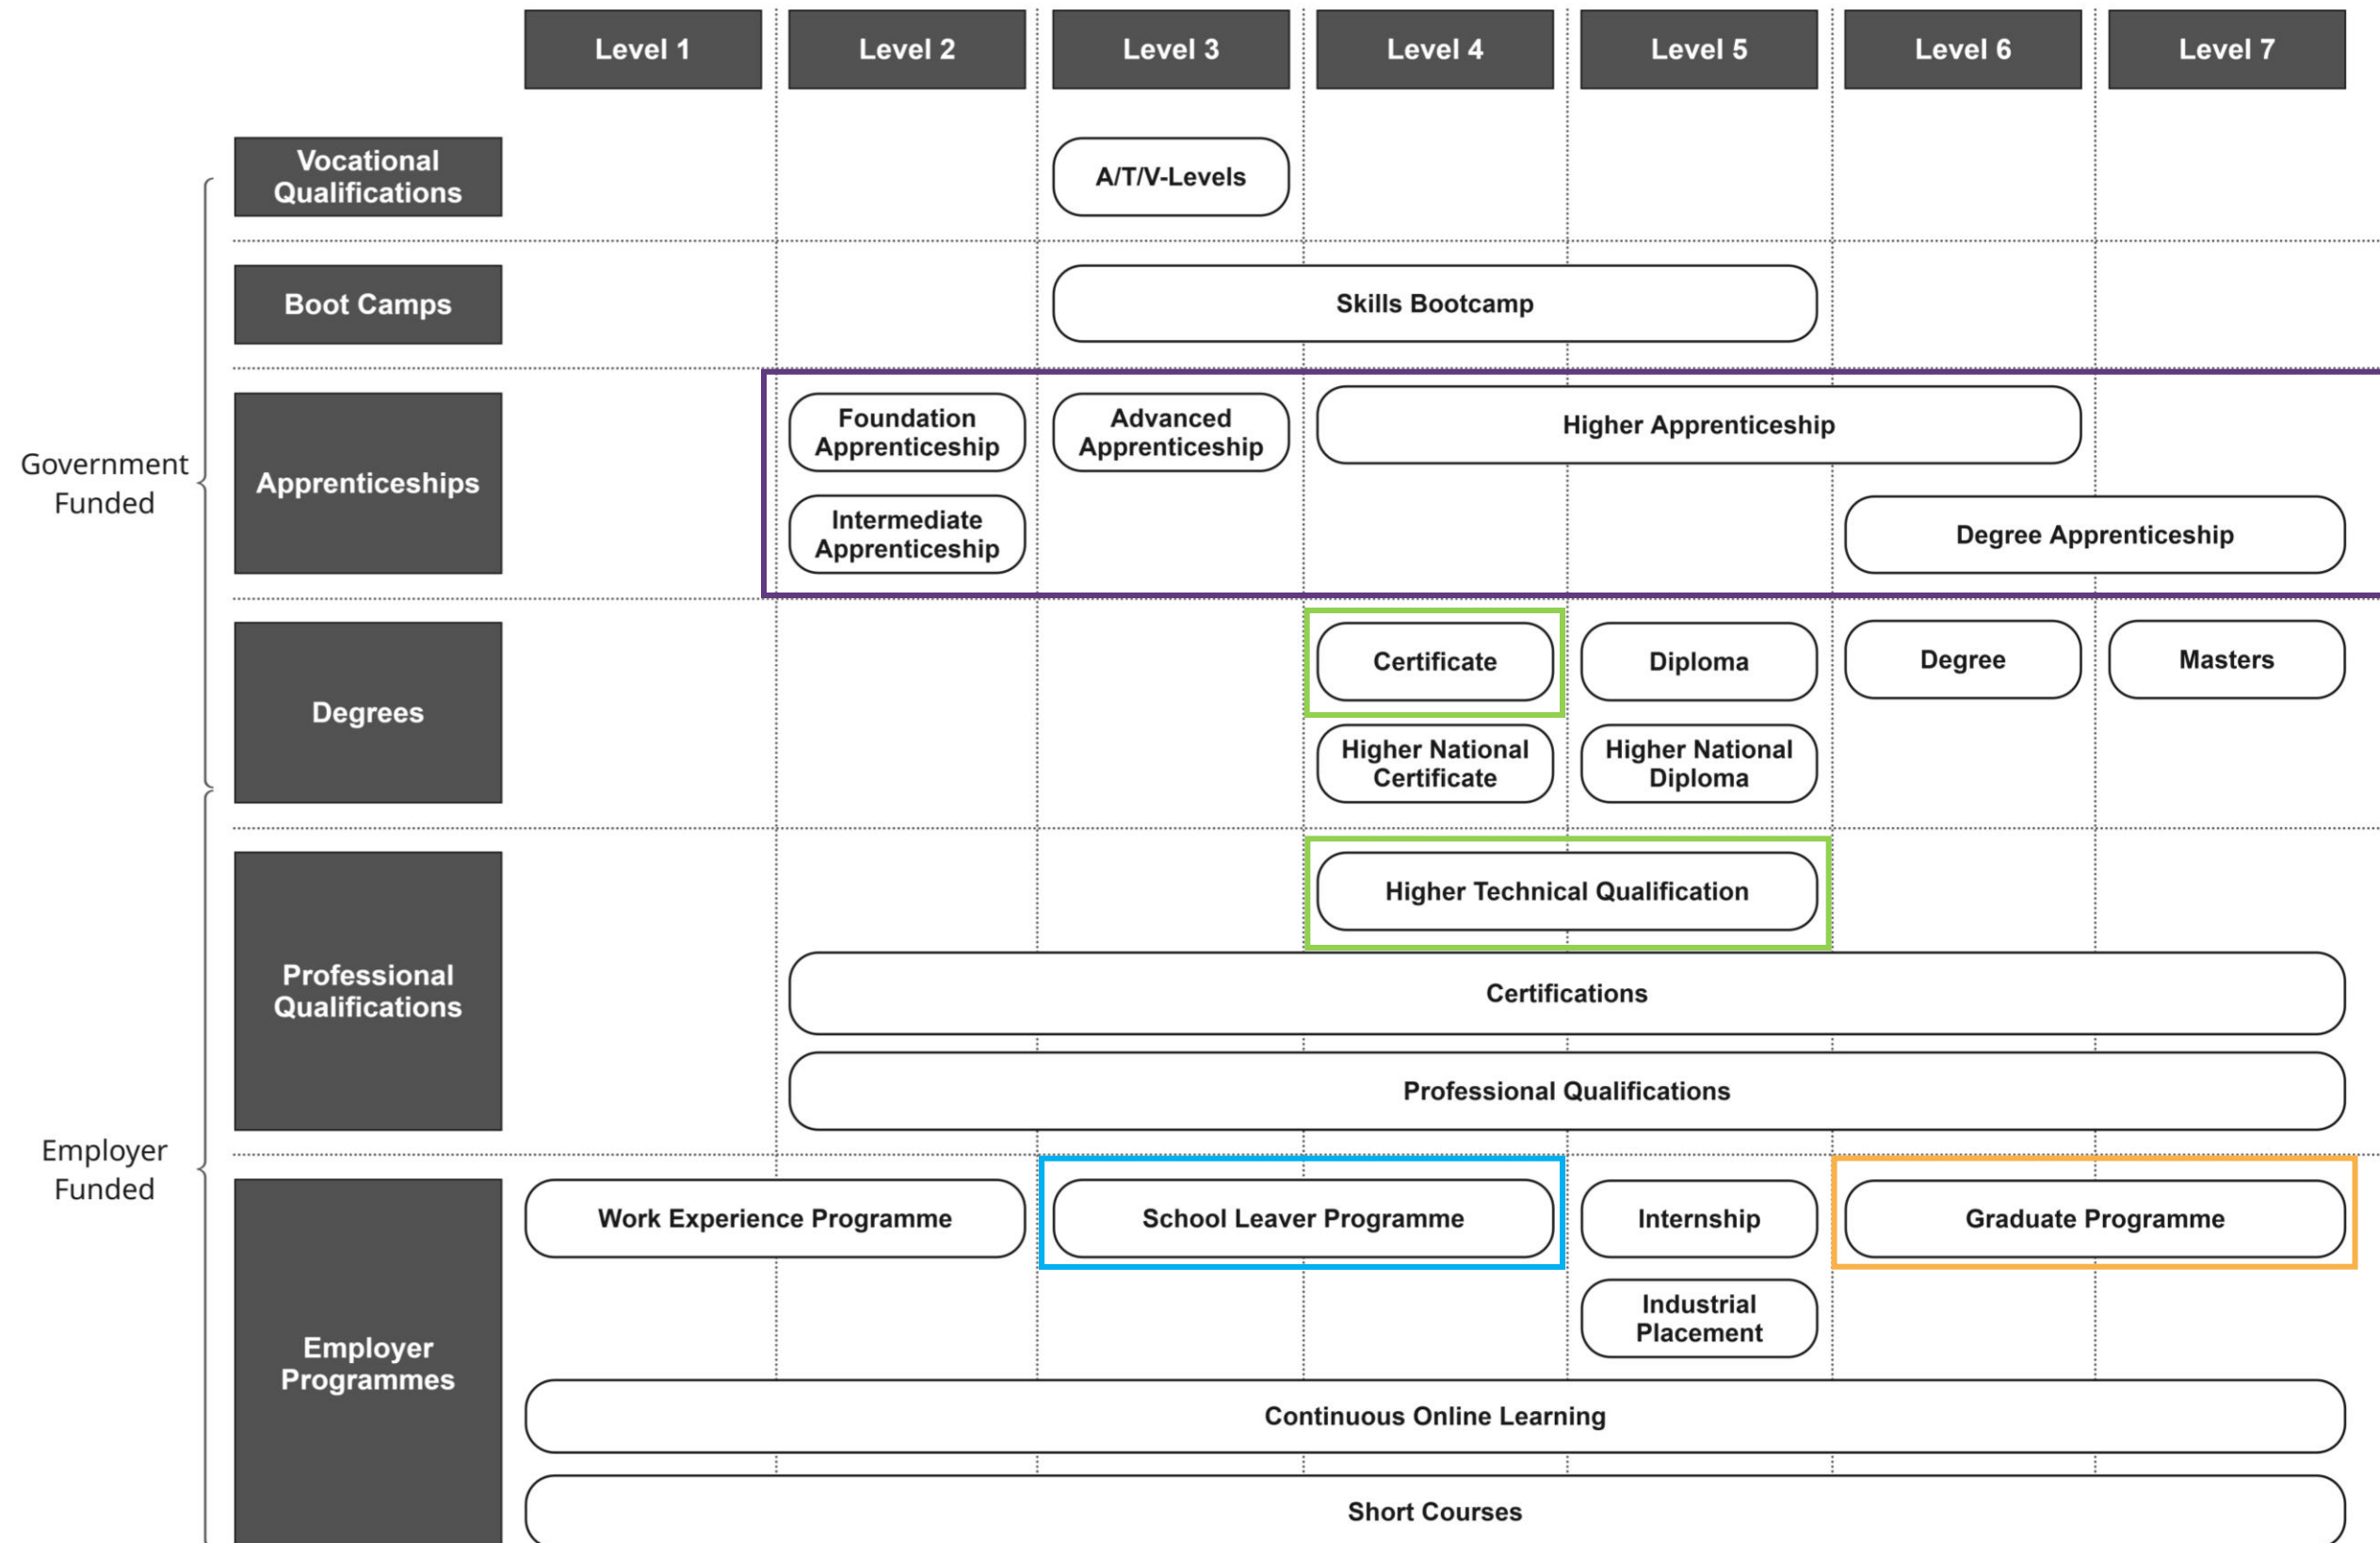 Level 1
Level 2
Level 3
Level 4
Level 5
Level 6
Level 7
Government
Funded
Vocational
Qualifications
A/T/V-Levels
Boot Camps
Skills Bootcamp
Apprenticeships
Foundation
Apprenticeship
Advanced
Apprenticeship
Higher Apprenticeship
Intermediate
Apprenticeship
Degree Apprenticeship
Degrees
Certificate
Diploma
Degree
Masters
Higher National
Certificate
Higher National
Diploma
Employer
Funded
Professional
Qualifications
Higher Technical Qualification
Certifications
Professional Qualifications
Employer
Programmes
Work Experience Programme
School Leaver Programme
Internship
Graduate Programme
Industrial
Placement
Continuous Online Learning
Short Courses